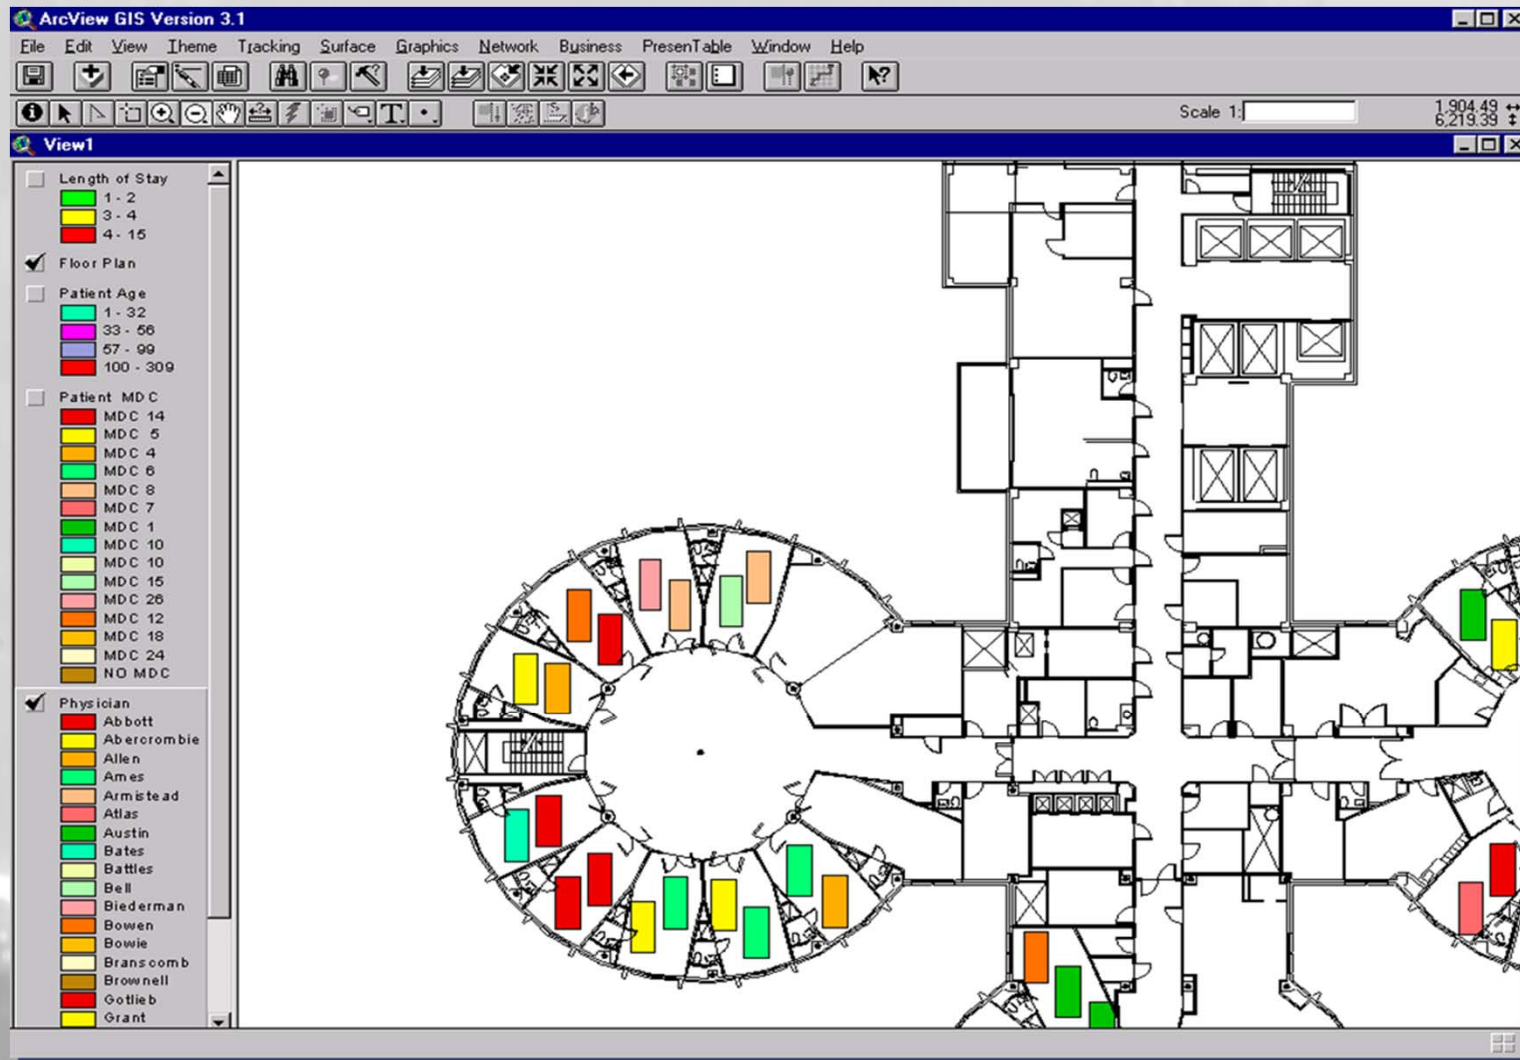 ArcView GIS Version 3.1
File Edit View Theme Tracking Surface Graphics Network Business PresenTable Window Help
Scale 1:
1,904.49
6,219.39
View1
Length of Stay
1 - 2
3 - 4
4 - 15
Floor Plan
Patient Age
1 - 32
33 - 56
57 - 99
100 - 309
Patient MDC
MDC 14
MDC 5
MDC 4
MDC 6
MDC 8
MDC 7
MDC 1
MDC 10
MDC 10
MDC 15
MDC 26
MDC 12
MDC 18
MDC 24
NO MDC
Physician
Abbott
Abercrombie
Allen
Ames
Armistead
Atlas
Austin
Bates
Battles
Bell
Biederman
Bowen
Bowie
Branscomb
Brownell
Gotlieb
Grant